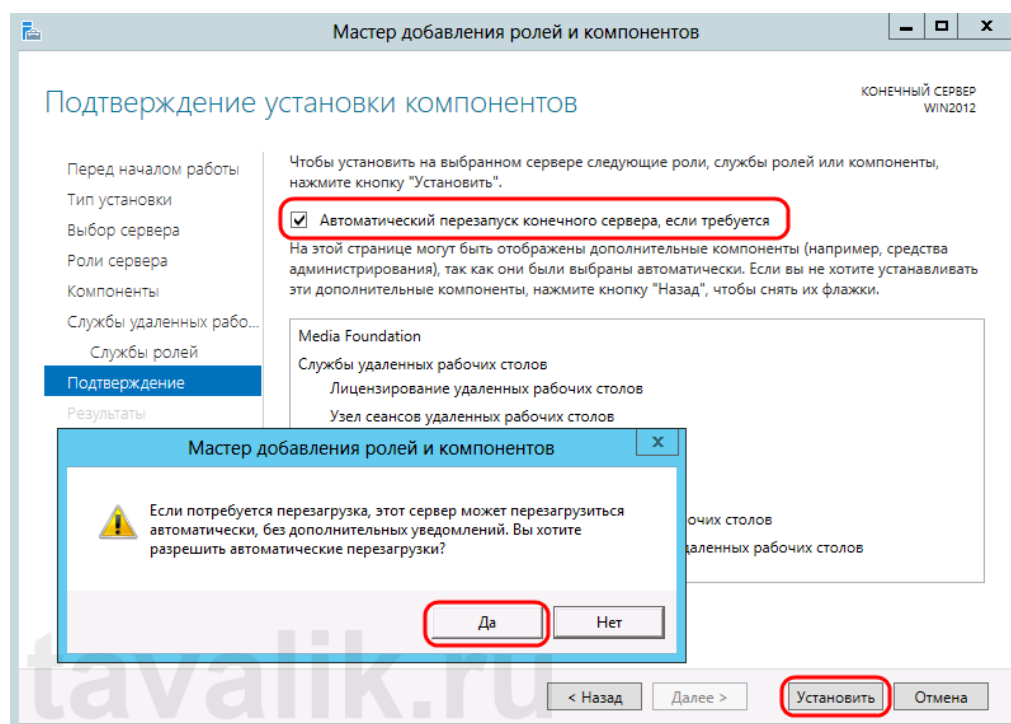 Мастер добавления ролей и компонентов
Подтверждение установки компонентов
КОНЕЧНЫЙ СЕРВЕР
WIN2012
Перед началом работы
Тип установки
Выбор сервера
Роли сервера
Компоненты
Службы удаленных рабо...
Службы ролей
Подтверждение
Результаты
Чтобы установить на выбранном сервере следующие роли, службы ролей или компоненты,
нажмите кнопку "Установить".
Автоматический перезапуск конечного сервера, если требуется
На этой странице могут быть отображены дополнительные компоненты (например, средства
администрирования), так как они были выбраны автоматически. Если вы не хотите устанавливать
эти дополнительные компоненты, нажмите кнопку "Назад", чтобы снять их флажки.
Media Foundation
Службы удаленных рабочих столов
Лицензирование удаленных рабочих столов
Узел сеансов удаленных рабочих столов
очих столов
даленных рабочих столов
Мастер добавления ролей и компонентов
Если потребуется перезагрузка, этот сервер может перезагрузиться
автоматически, без дополнительных уведомлений. Вы хотите
разрешить автоматические перезагрузки?
Да
Нет
tavalik.ru
< Назад
Далее >
Установить
Отмена